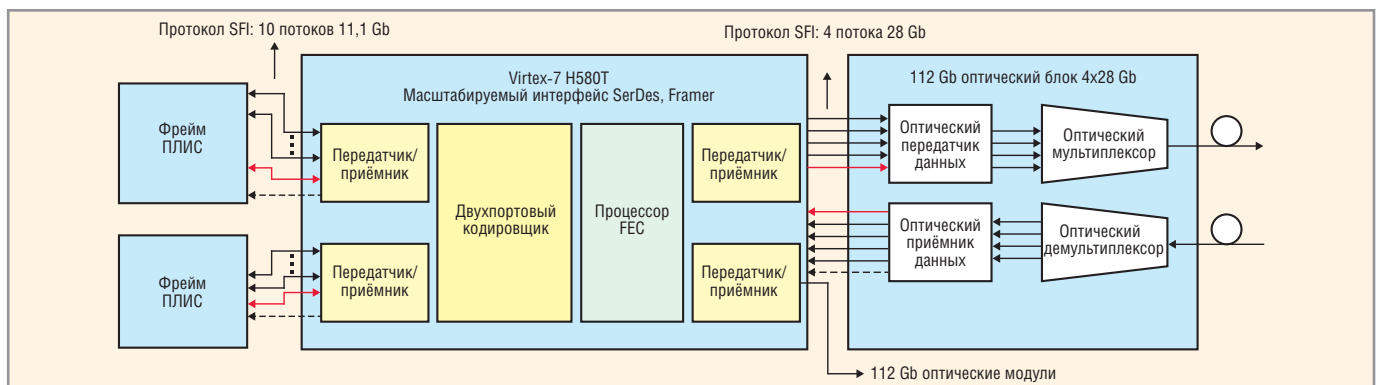 Протокол SFI: 10 потоков 11,1 Gb
Протокол SFI: 4 потока 28 Gb
Virtex-7 H580T
Масштабируемый интерфейс SerDes, Framer
112 Gb оптический блок 4x28 Gb
Фрейм
ПЛИС
Передатчик/
приёмник
Двухпортовый
кодировщик
Процессор
FEC
Передатчик/
приёмник
Оптический
передатчик
данных
Оптический
мультиплексор
Фрейм
ПЛИС
Передатчик/
приёмник
Передатчик/
приёмник
Оптический
приёмник
данных
Оптический
демультиплексор
112 Gb оптические модули